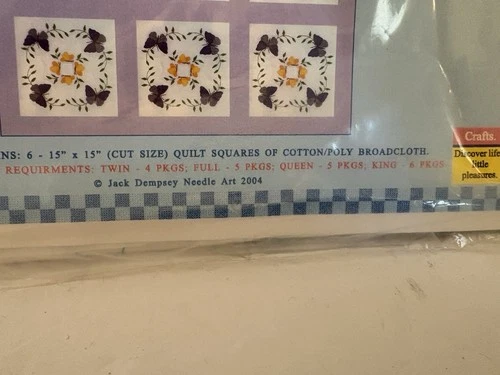 NS: 6 - 15" x 15" (CUT SIZE) QUILT SQUARES OF COTTON/POLY BROADCLOTH.
REQUIRMENTS: TWIN - 4 PKGS; FULL - 5 PKGS; QUEEN - 5 PKGS; KING - 6 PKGS
© Jack Dempsey Needle Art 2004
Crafts.
Discover life
little
pleasures.